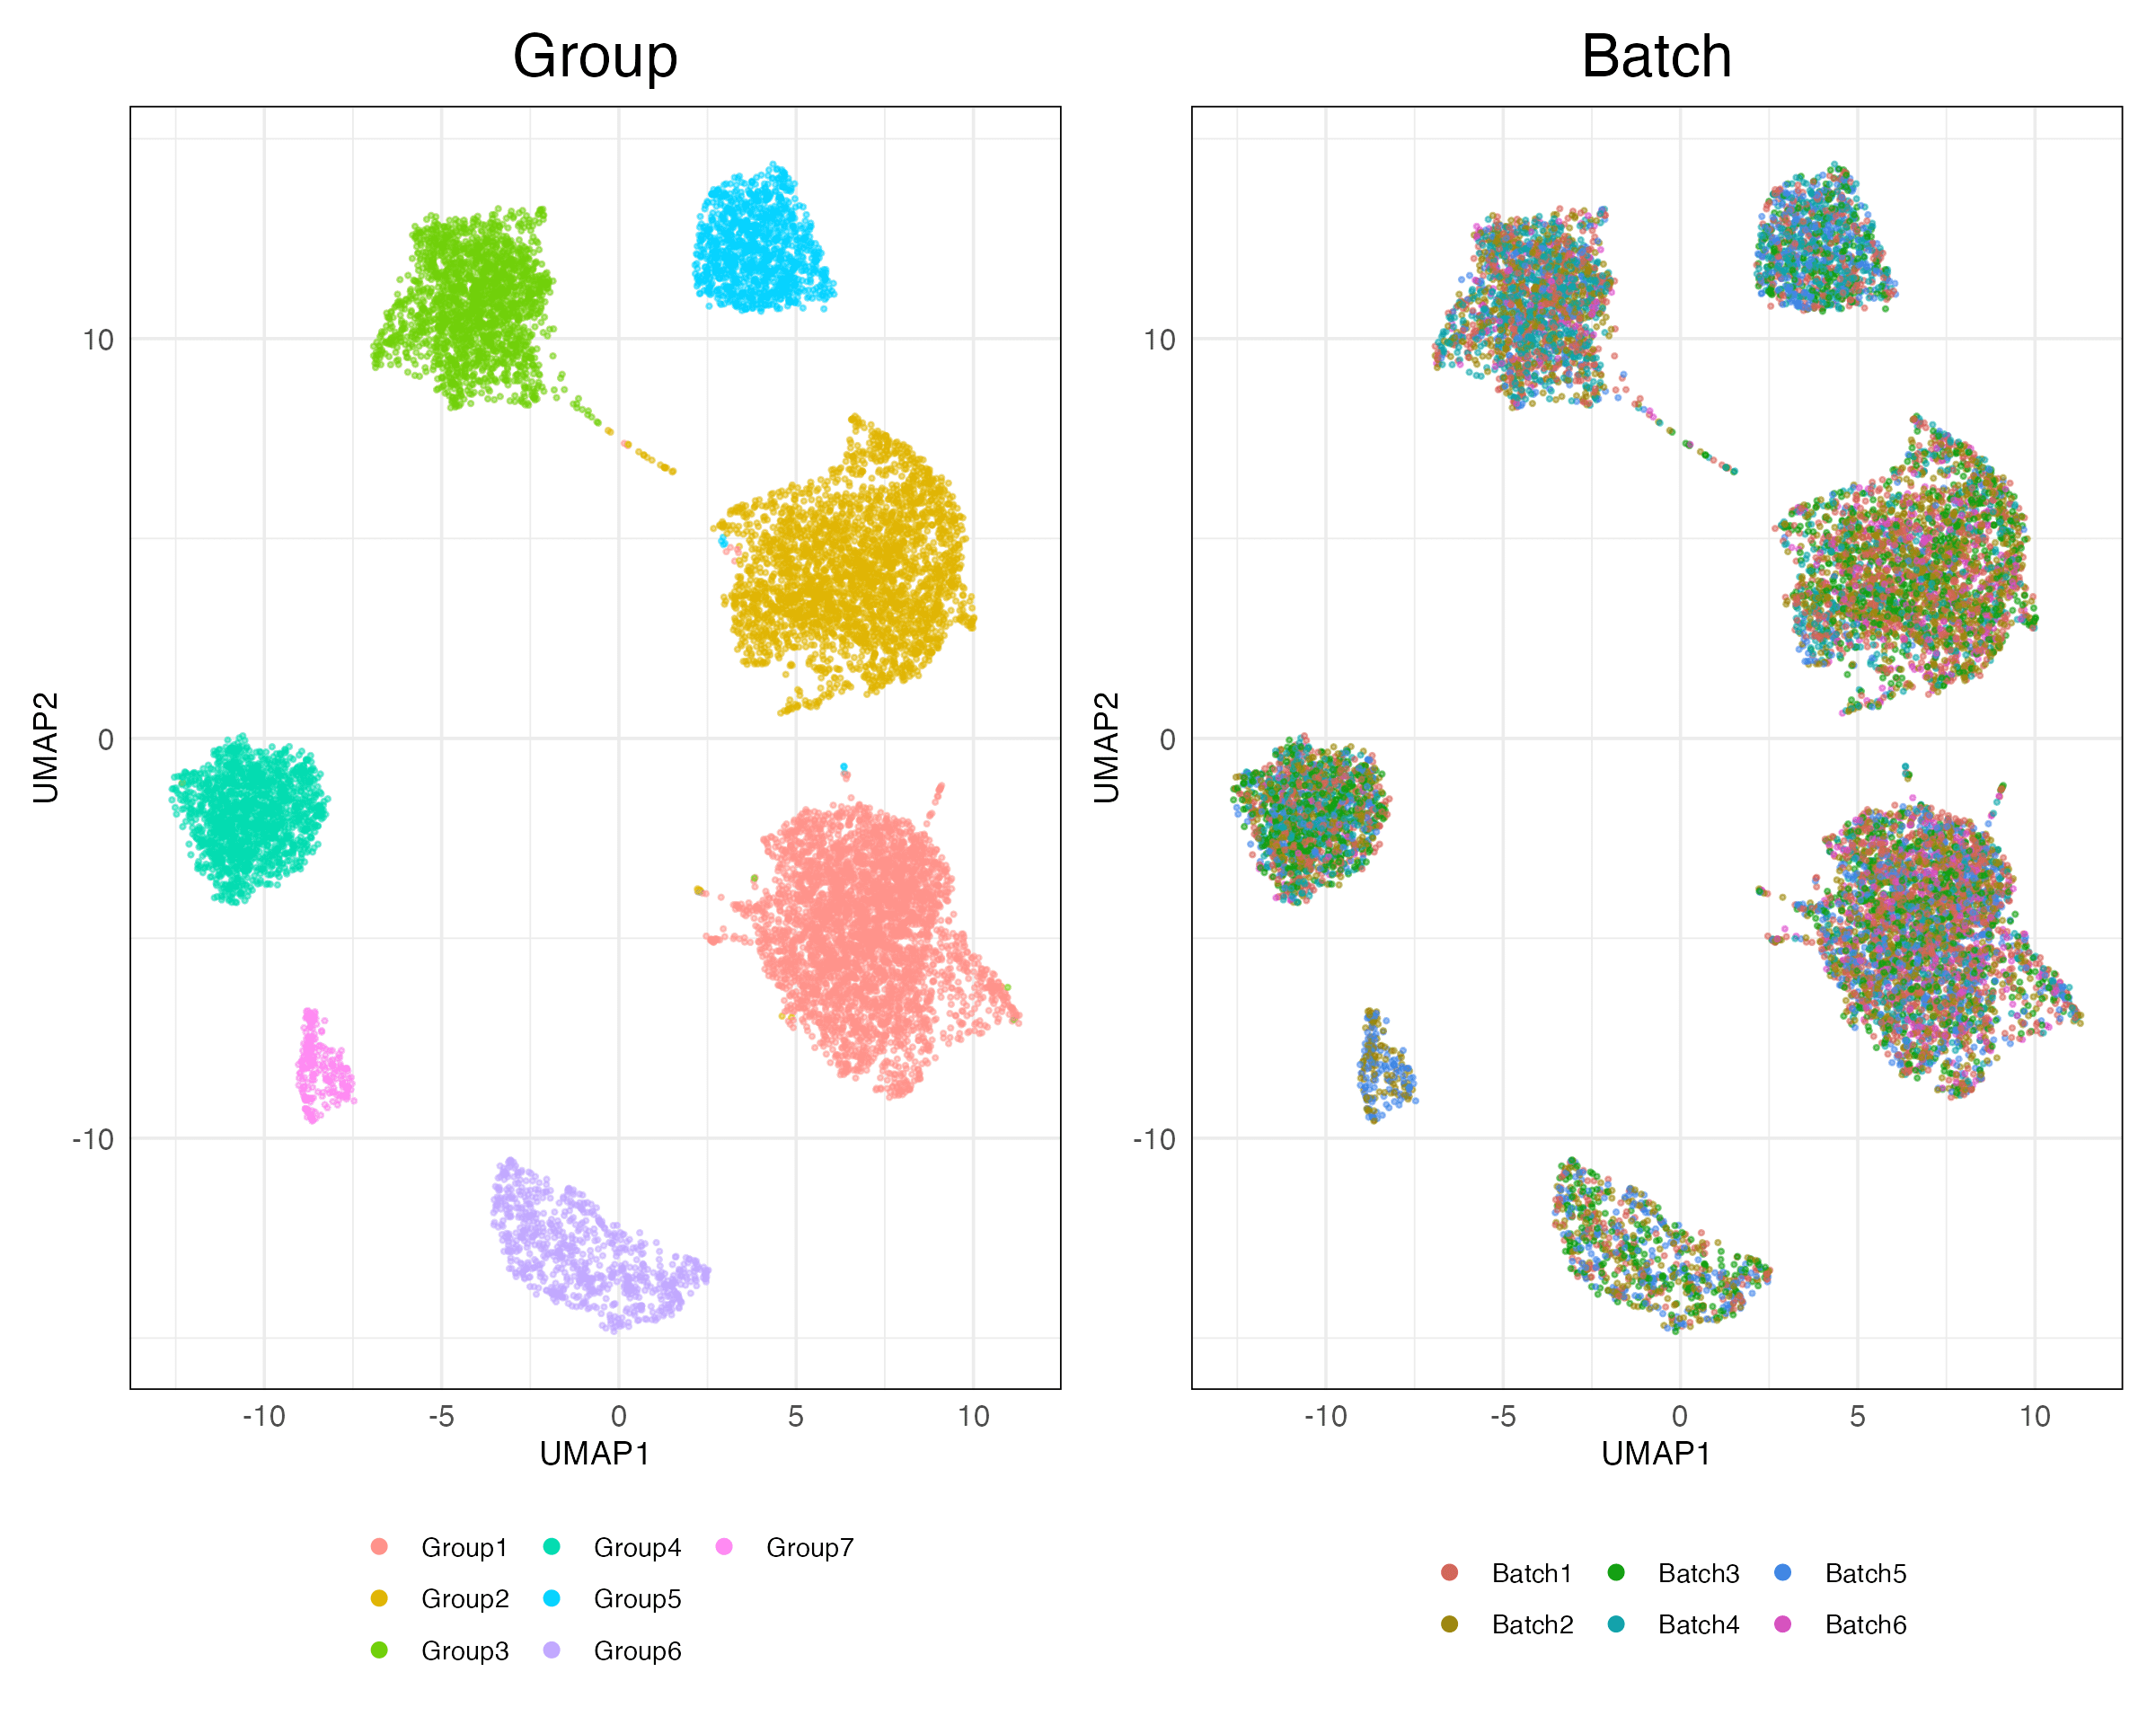 Group
Batch
UMAP2
10
0
-10
-10 -5 0 5 10
UMAP1
UMAP2
10
0
-10
-10 -5 0 5 10
UMAP1
Group1 Group4 Group7
Group2 Group5
Group3 Group6
Batch1 Batch3 Batch5
Batch2 Batch4 Batch6